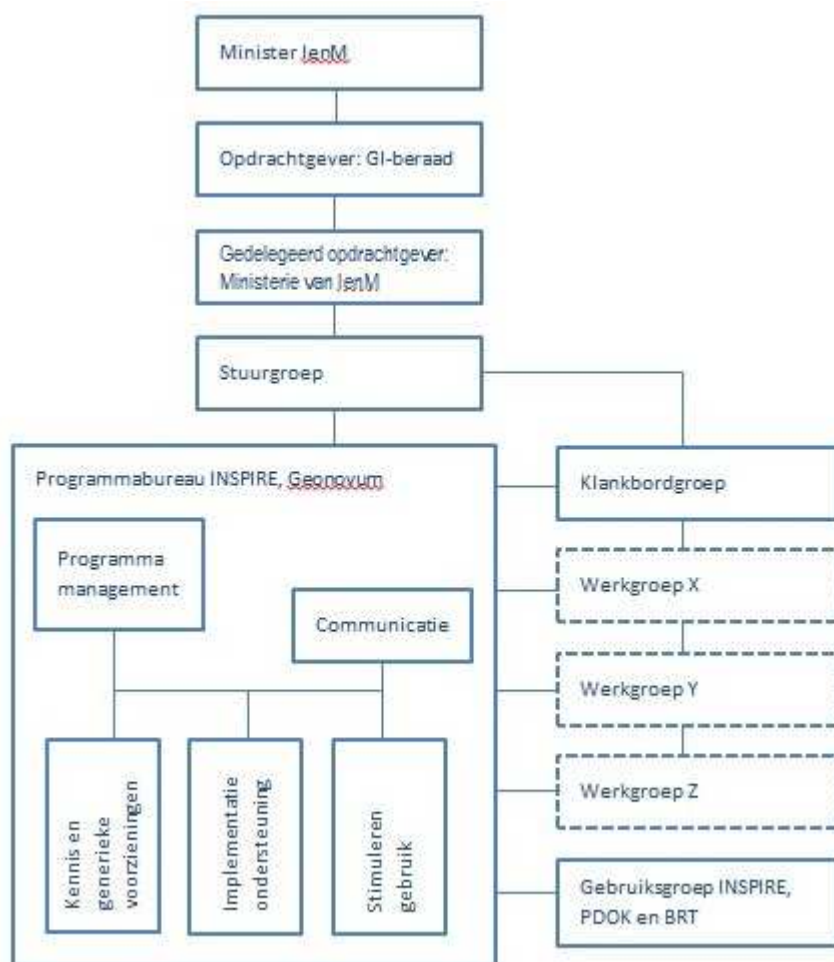 Minister IenM
Opdrachtgever: GI-beraad
Gedelegeerd opdrachtgever:
Ministerie van IenM
Stuurgroep
Programmabureau INSPIRE, Geonovum
Programma
management
Communicatie
Kennis en
generieke
voorzieningen
Implementatie
ondersteuning
Stimuleren
gebruik
Klankbordgroep
Werkgroep X
Werkgroep Y
Werkgroep Z
Gebruiksgroep INSPIRE,
PDOK en BRT